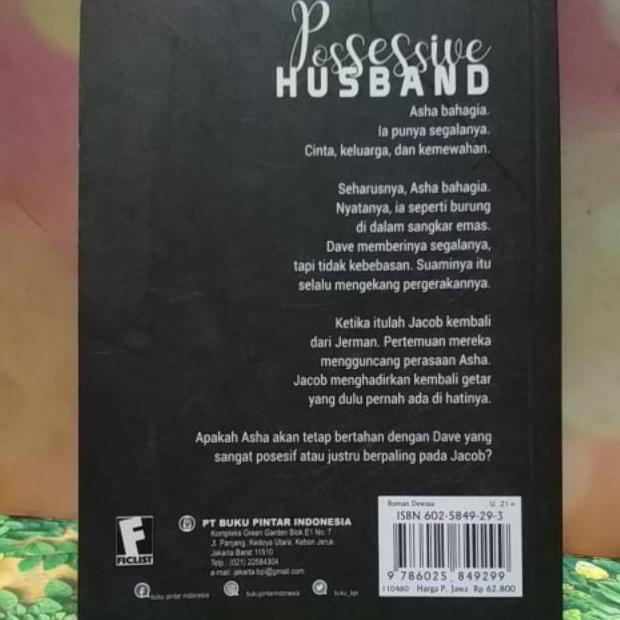 Possessive
HUSBAND
Asha bahagia.
Ia punya segalanya.
Cinta, keluarga, dan kemewahan.
Seharusnya, Asha bahagia.
Nyatanya, ia seperti burung
di dalam sangkar emas.
Dave memberinya segalanya,
tapi tidak kebebasan. Suaminya itu
selalu mengekang pergerakannya.
Ketika itulah Jacob kembali
dari Jerman. Pertemuan mereka
mengguncang perasaan Asha.
Jacob menghadirkan kembali getar
yang dulu pernah ada di hatinya.
Apakah Asha akan tetap bertahan dengan Dave yang
sangat posesif atau justru berpaling pada Jacob?
F
FICLIST
PT BUKU PINTAR INDONESIA
Kompleks Green Garden Blok E1 No. 7
Jl. Panjang, Kedoya Utara, Kebon Jeruk
Jakarta Barat 11510
Telp.: (021) 22584304
e-mail: jakarta.bpi@gmail.com
buku pintar indonesia
bukupintarindonesia
buku_bpi
Roman Dewasa U. 21+
ISBN 602-5849-29-3
9 786025 849299
110460 Harga P. Jawa : Rp 62.800